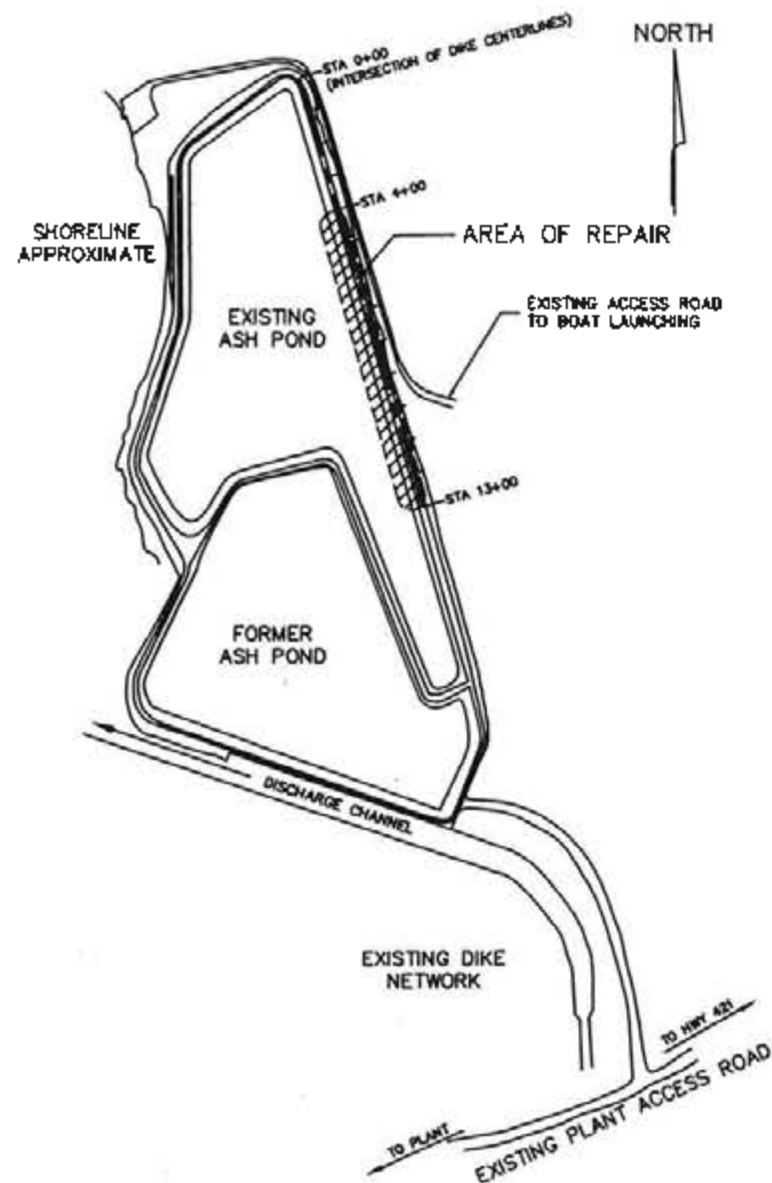 STA 0+00
(INTERSECTION OF DIKE CENTERLINES)
NORTH
STA 4+00
SHORELINE
APPROXIMATE
AREA OF REPAIR
EXISTING
ASH POND
EXISTING ACCESS ROAD
TO BOAT LAUNCHING
STA 13+00
FORMER
ASH POND
DISCHARGE CHANNEL
EXISTING DIKE
NETWORK
TO HWY 421
TO PLANT
EXISTING PLANT ACCESS ROAD